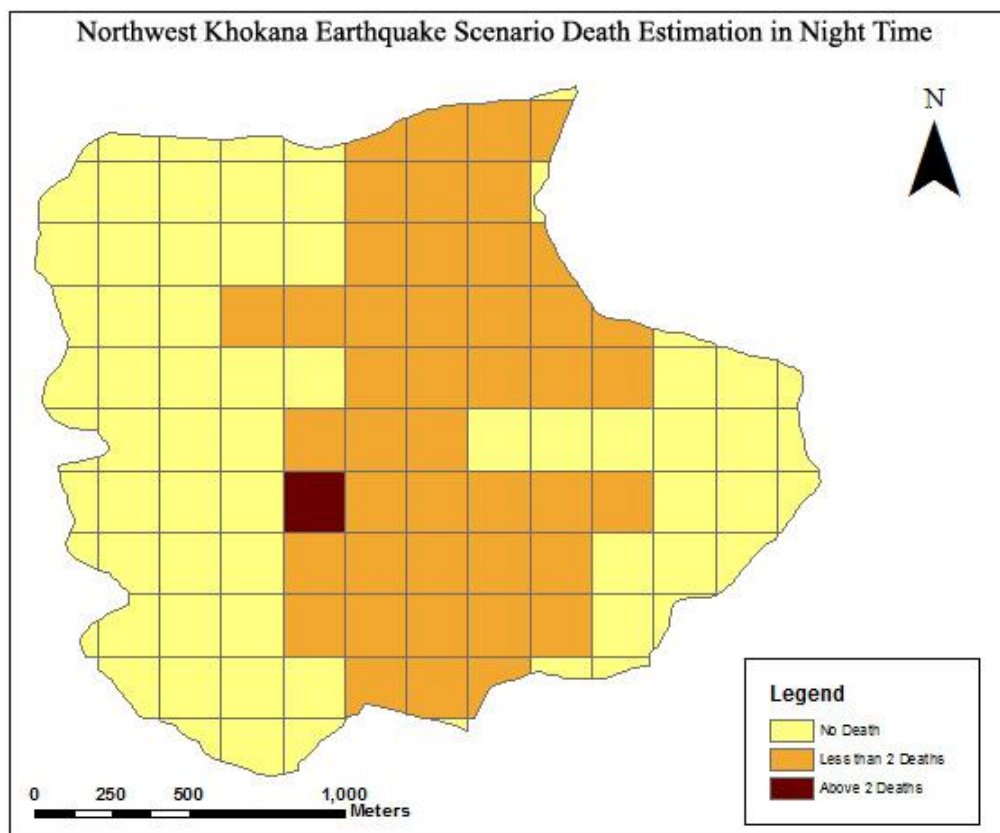 Northwest Khokana Earthquake Scenario Death Estimation in Night Time
N
Legend
No Death
Less than 2 Deaths
Above 2 Deaths
0 250 500 1,000
Meters